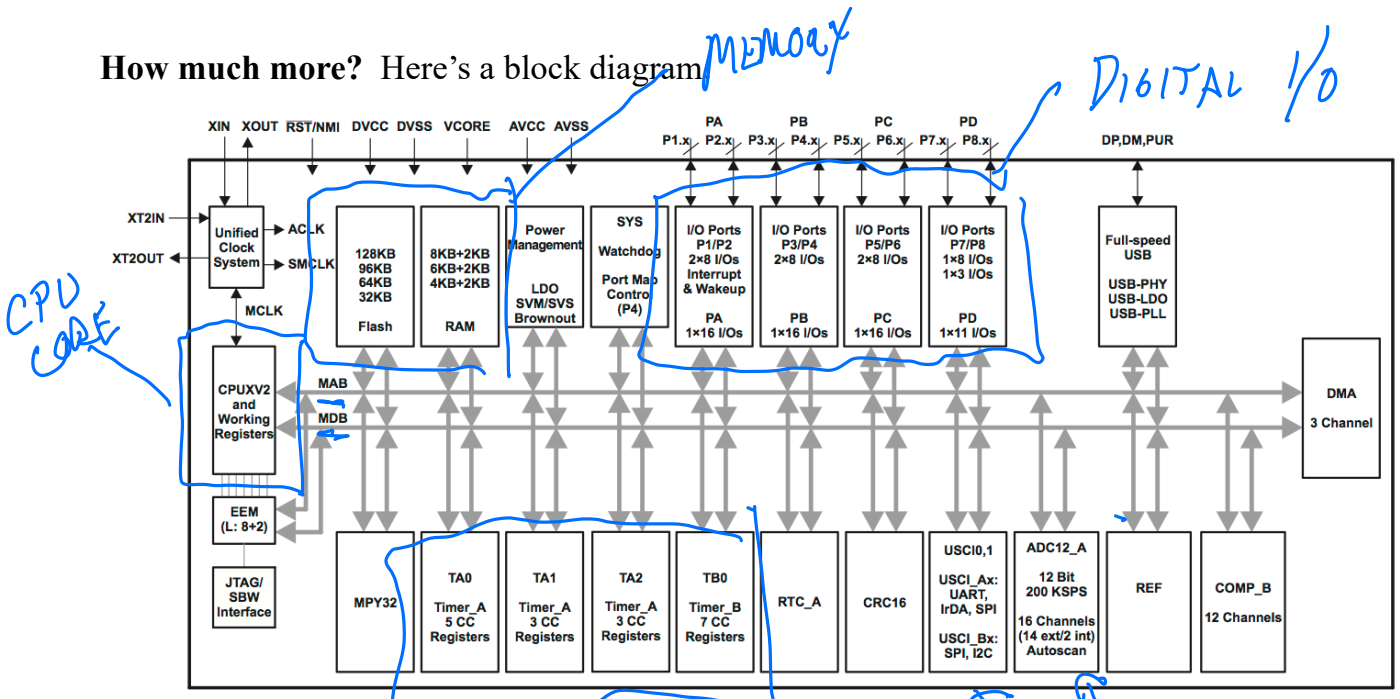 How much more? Here's a block diagram
MEMORY
DIGITAL I/O
CPU
CORE
XIN XOUT RST/NMI DVCC DVSS VCORE AVCC AVSS
PA PB PC PD
P1.x P2.x P3.x P4.x P5.x P6.x P7.x P8.x
DP,DM,PUR
XT2IN
XT2OUT
Unified
Clock
System
ACLK
SMCLK
MCLK
128KB
96KB
64KB
32KB
Flash
8KB+2KB
6KB+2KB
4KB+2KB
RAM
Power
Management
LDO
SVM/SVS
Brownout
SYS
Watchdog
Port Map
Control
(P4)
I/O Ports
P1/P2
2×8 I/Os
Interrupt
& Wakeup
PA
1×16 I/Os
I/O Ports
P3/P4
2×8 I/Os
PB
1×16 I/Os
I/O Ports
P5/P6
2×8 I/Os
PC
1×16 I/Os
I/O Ports
P7/P8
1×8 I/Os
1×3 I/Os
PD
1×11 I/Os
Full-speed
USB
USB-PHY
USB-LDO
USB-PLL
CPUXV2
and
Working
Registers
MAB
MDB
DMA
3 Channel
EEM
(L: 8+2)
JTAG/
SBW
Interface
MPY32
TA0
Timer_A
5 CC
Registers
TA1
Timer_A
3 CC
Registers
TA2
Timer_A
3 CC
Registers
TB0
Timer_B
7 CC
Registers
RTC_A
CRC16
USCI0,1
USCI_Ax:
UART,
IrDA, SPI
USCI_Bx:
SPI, I2C
ADC12_A
12 Bit
200 KSPS
16 Channels
(14 ext/2 int)
Autoscan
REF
COMP_B
12 Channels